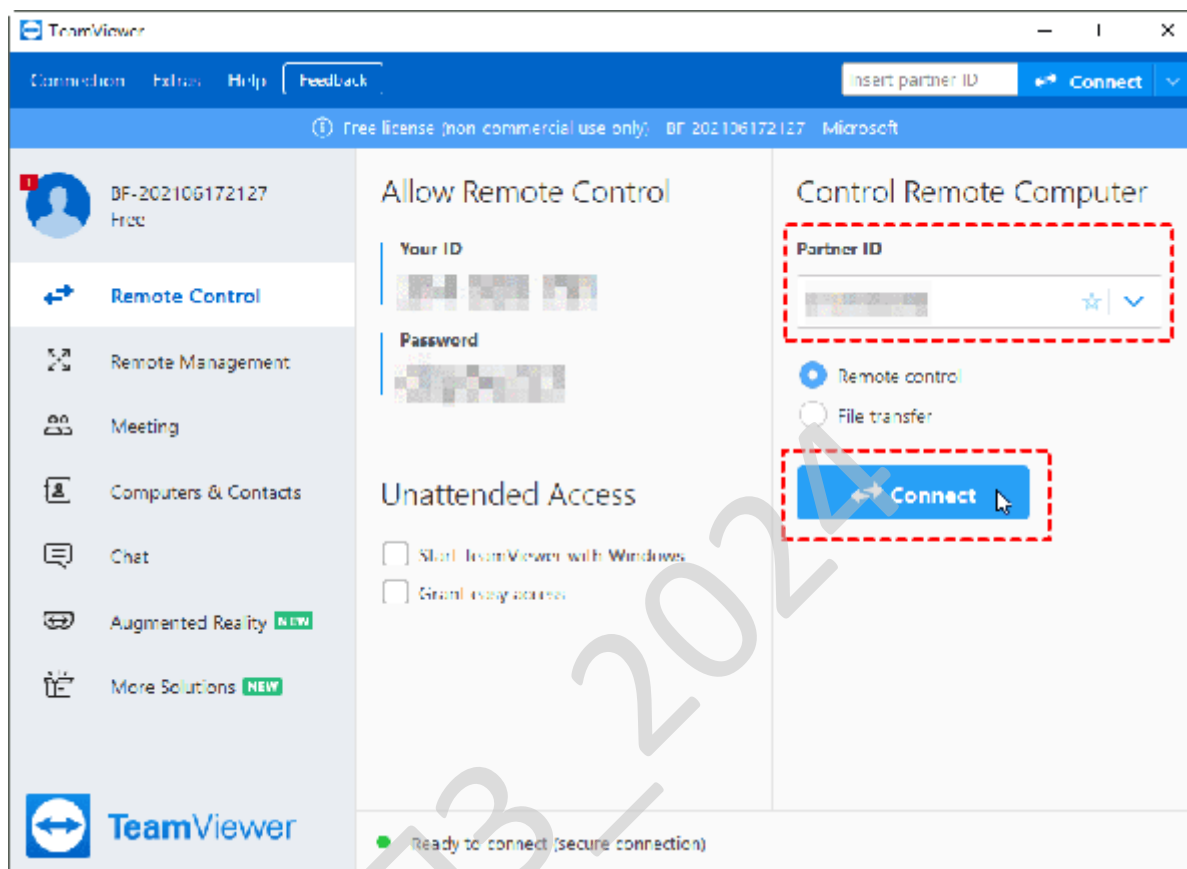 TeamViewer
Connection Extras Help Feedback
Insert partner ID
Connect
Free license (non-commercial use only) BF-202106172127 Microsoft
BF-202106172127
Free
Remote Control
Remote Management
Meeting
Computers & Contacts
Chat
Augmented Reality NEW
More Solutions NEW
TeamViewer
Allow Remote Control
Your ID
Password
Unattended Access
Start TeamViewer with Windows
Grant easy access
Control Remote Computer
Partner ID
Remote control
File transfer
Connect
Ready to connect (secure connection)